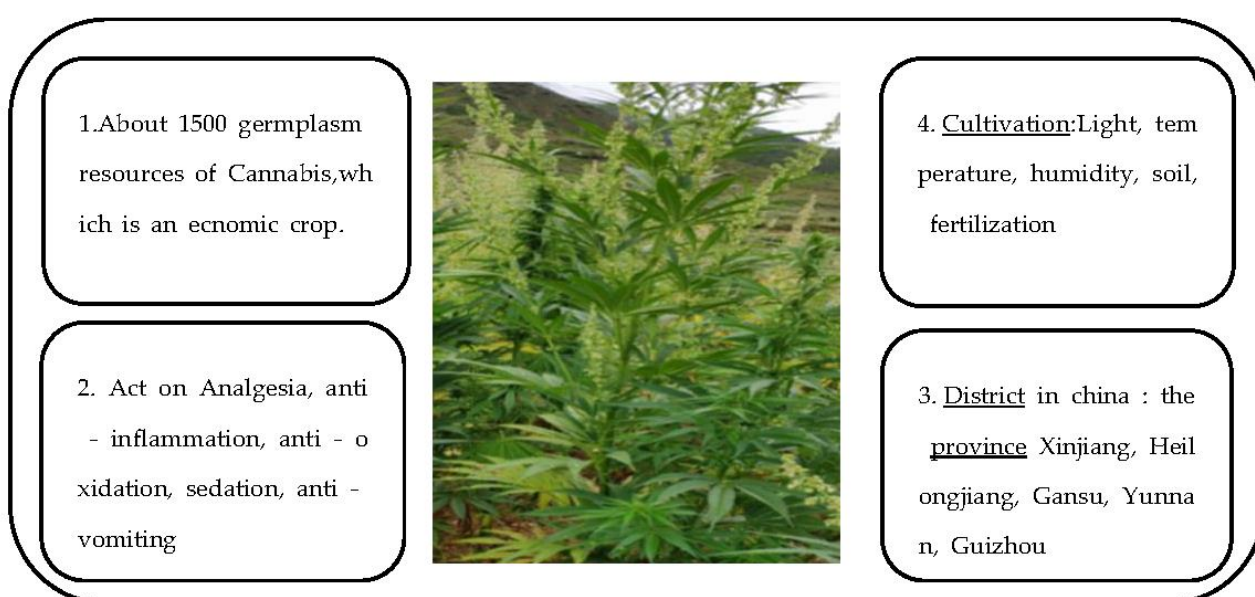 1.About 1500 germplasm
resources of Cannabis,wh
ich is an ecnomic crop.
2. Act on Analgesia, anti
- inflammation, anti - o
xidation, sedation, anti -
vomiting
3. District in china : the
province Xinjiang, Heil
ongjiang, Gansu, Yunna
n, Guizhou
4. Cultivation:Light, tem
perature, humidity, soil,
fertilization